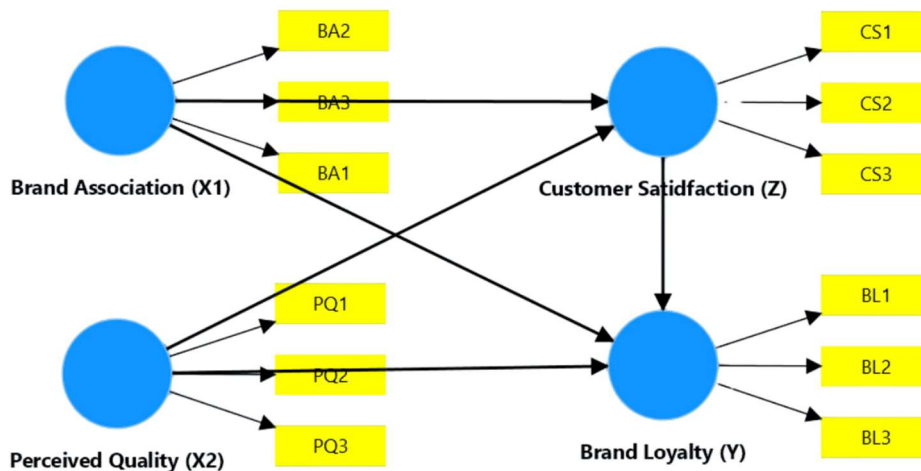 BA2
CS1
BA3
CS2
BA1
CS3
Brand Association (X1)
Customer Satidfaction (Z)
PQ1
BL1
PQ2
BL2
PQ3
BL3
Perceived Quality (X2)
Brand Loyalty (Y)